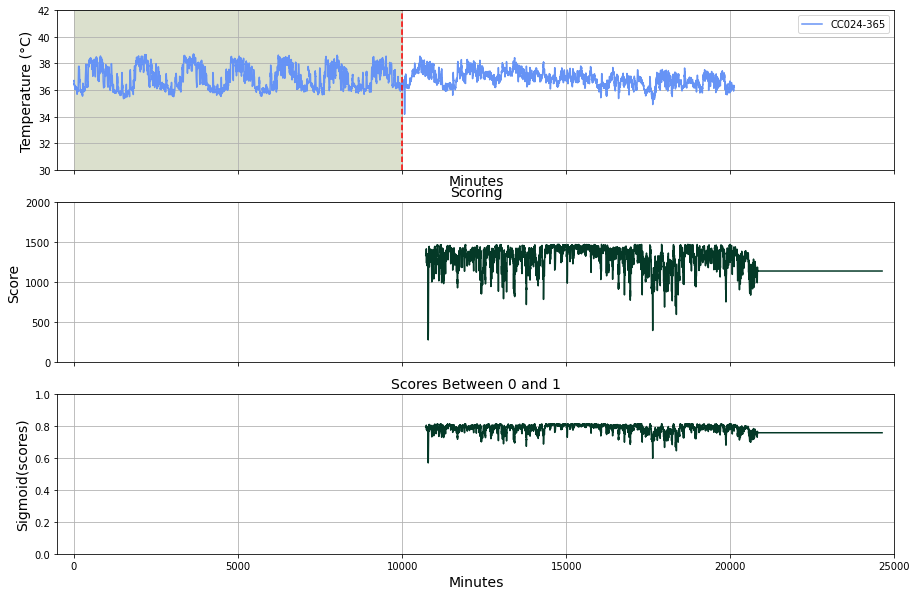 42
40
38
36
34
32
30
Temperature (°C)
CC024-365
Minutes
Scoring
2000
1500
1000
500
0
Score
Scores Between 0 and 1
1.0
0.8
0.6
0.4
0.2
0.0
Sigmoid(scores)
0 5000 10000 15000 20000 25000
Minutes